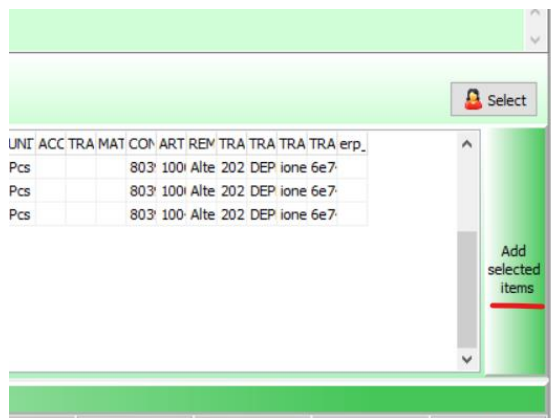 Select
UNI ACC TRA MAT CON ART REM TRA TRA TRA TRA erp_
Pcs 803 100 Alte 202 DEP ione 6e7
Pcs 803 100 Alte 202 DEP ione 6e7
Pcs 803 100 Alte 202 DEP ione 6e7
Add
selected
items